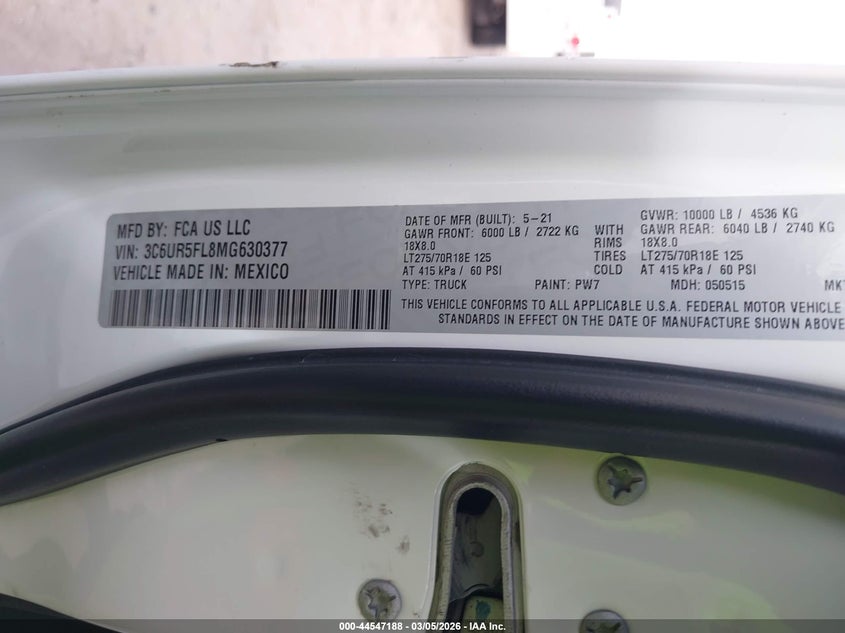 MFD BY: FCA US LLC
VIN: 3C6UR5FL8MG630377
VEHICLE MADE IN: MEXICO
DATE OF MFR (BUILT): 5-21
GAWR FRONT: 6000 LB / 2722 KG
18X8.0
LT275/70R18E 125
AT 415 kPa / 60 PSI
TYPE: TRUCK
PAINT: PW7
WITH
RIMS
TIRES
COLD
GVWR: 10000 LB / 4536 KG
GAWR REAR: 6040 LB / 2740 KG
18X8.0
LT275/70R18E 125
AT 415 kPa / 60 PSI
MDH: 050515
MKT
THIS VEHICLE CONFORMS TO ALL APPLICABLE U.S.A. FEDERAL MOTOR VEHICLE
STANDARDS IN EFFECT ON THE DATE OF MANUFACTURE SHOWN ABOVE
000-44547188 - 03/05/2026 - IAA Inc.